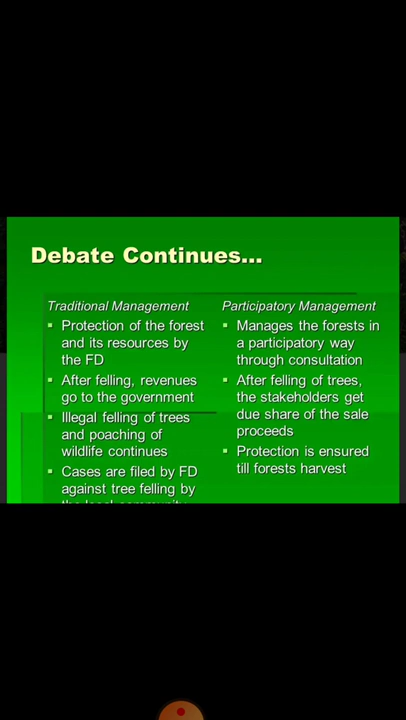 Debate Continues...
Traditional Management
Protection of the forest
and its resources by
the FD
After felling, revenues
go to the government
Illegal felling of trees
and poaching of
wildlife continues
Cases are filed by FD
against tree felling by
Participatory Management
Manages the forests in
a participatory way
through consultation
After felling of trees,
the stakeholders get
due share of the sale
proceeds
Protection is ensured
till forests harvest